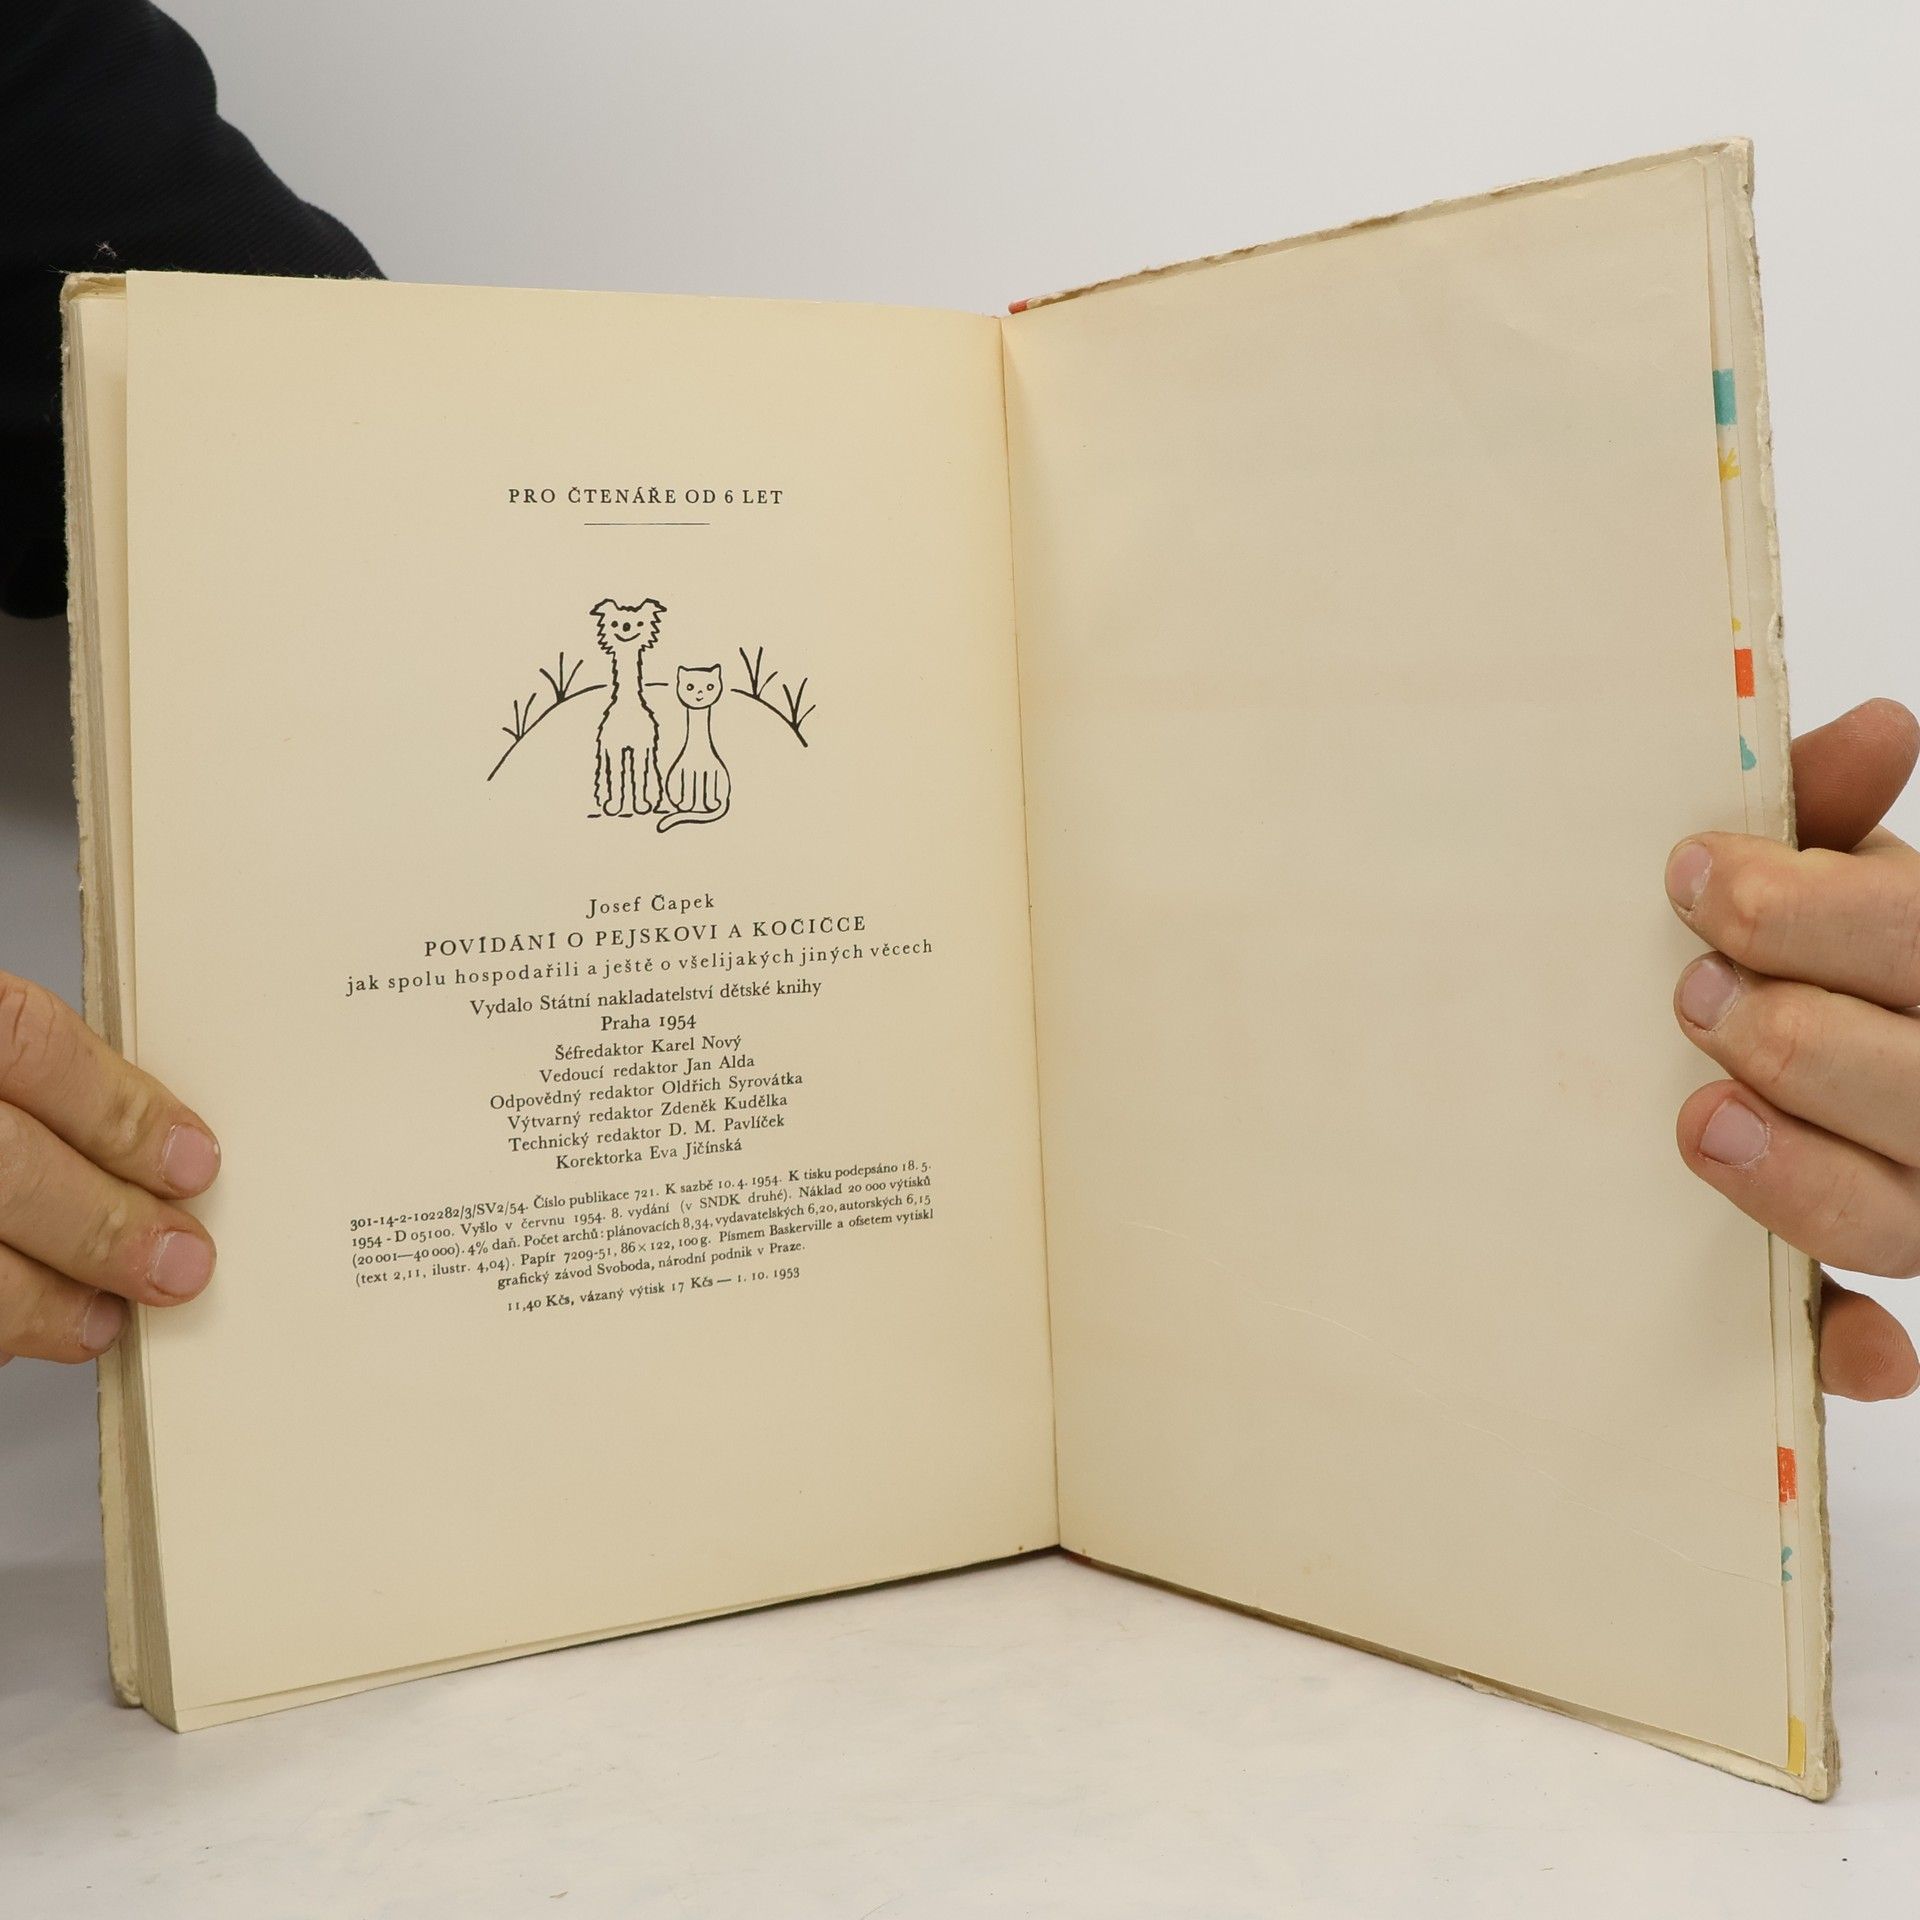 PRO ČTENÁŘE OD 6 LET
Josef Čapek
POVÍDÁNÍ O PEJSKOVI A KOČIČCE
jak spolu hospodařili a ještě o všelijakých jiných věcech
Vydalo Státní nakladatelství dětské knihy
Praha 1954
Šéfredaktor Karel Nový
Vedoucí redaktor Jan Alda
Odpovědný redaktor Oldřich Syrovátka
Výtvarný redaktor Zdeněk Kudělka
Technický redaktor D. M. Pavlíček
Korektorka Eva Jičínská
301-14-2-102282/3/SV2/54. Číslo publikace 721. K sazbě 10. 4. 1954. K tisku podepsáno 18. 5.
1954 - D 05100. Vyšlo v červnu 1954. 8. vydání (v SNDK druhé). Náklad 20 000 výtisků
(20 001—40 000). 4% daň. Počet archů: plánovacích 8,34, vydavatelských 6,20, autorských 6,15
(text 2,11, ilustr. 4,04). Papír 7209-51, 86 × 122, 100 g. Písmem Baskerville a ofsetem vytiskl
grafický závod Svoboda, národní podnik v Praze.
11,40 Kčs, vázaný výtisk 17 Kčs — 1. 10. 1953